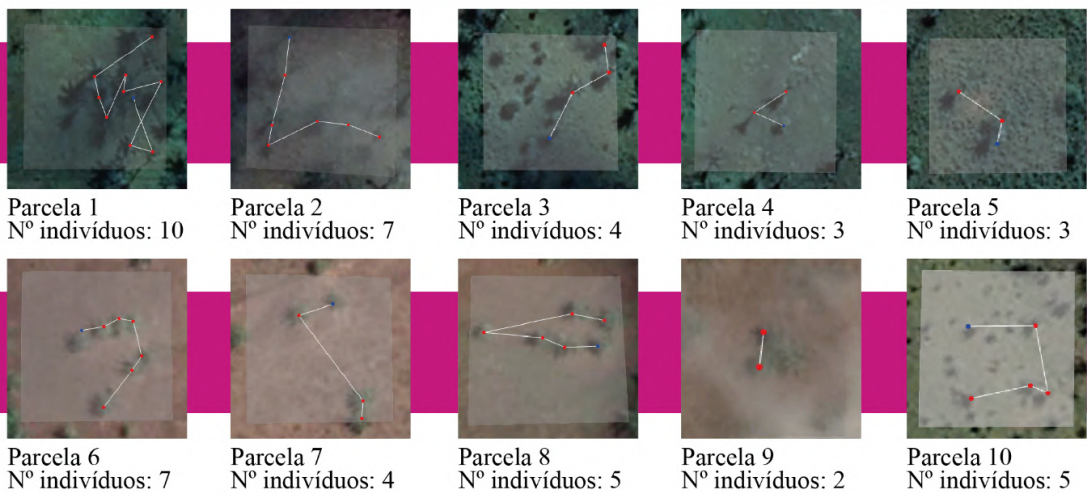 Parcela 1
Nº indivíduos: 10
Parcela 2
Nº indivíduos: 7
Parcela 3
Nº indivíduos: 4
Parcela 4
Nº indivíduos: 3
Parcela 5
Nº indivíduos: 3
Parcela 6
Nº indivíduos: 7
Parcela 7
Nº indivíduos: 4
Parcela 8
Nº indivíduos: 5
Parcela 9
Nº indivíduos: 2
Parcela 10
Nº indivíduos: 5